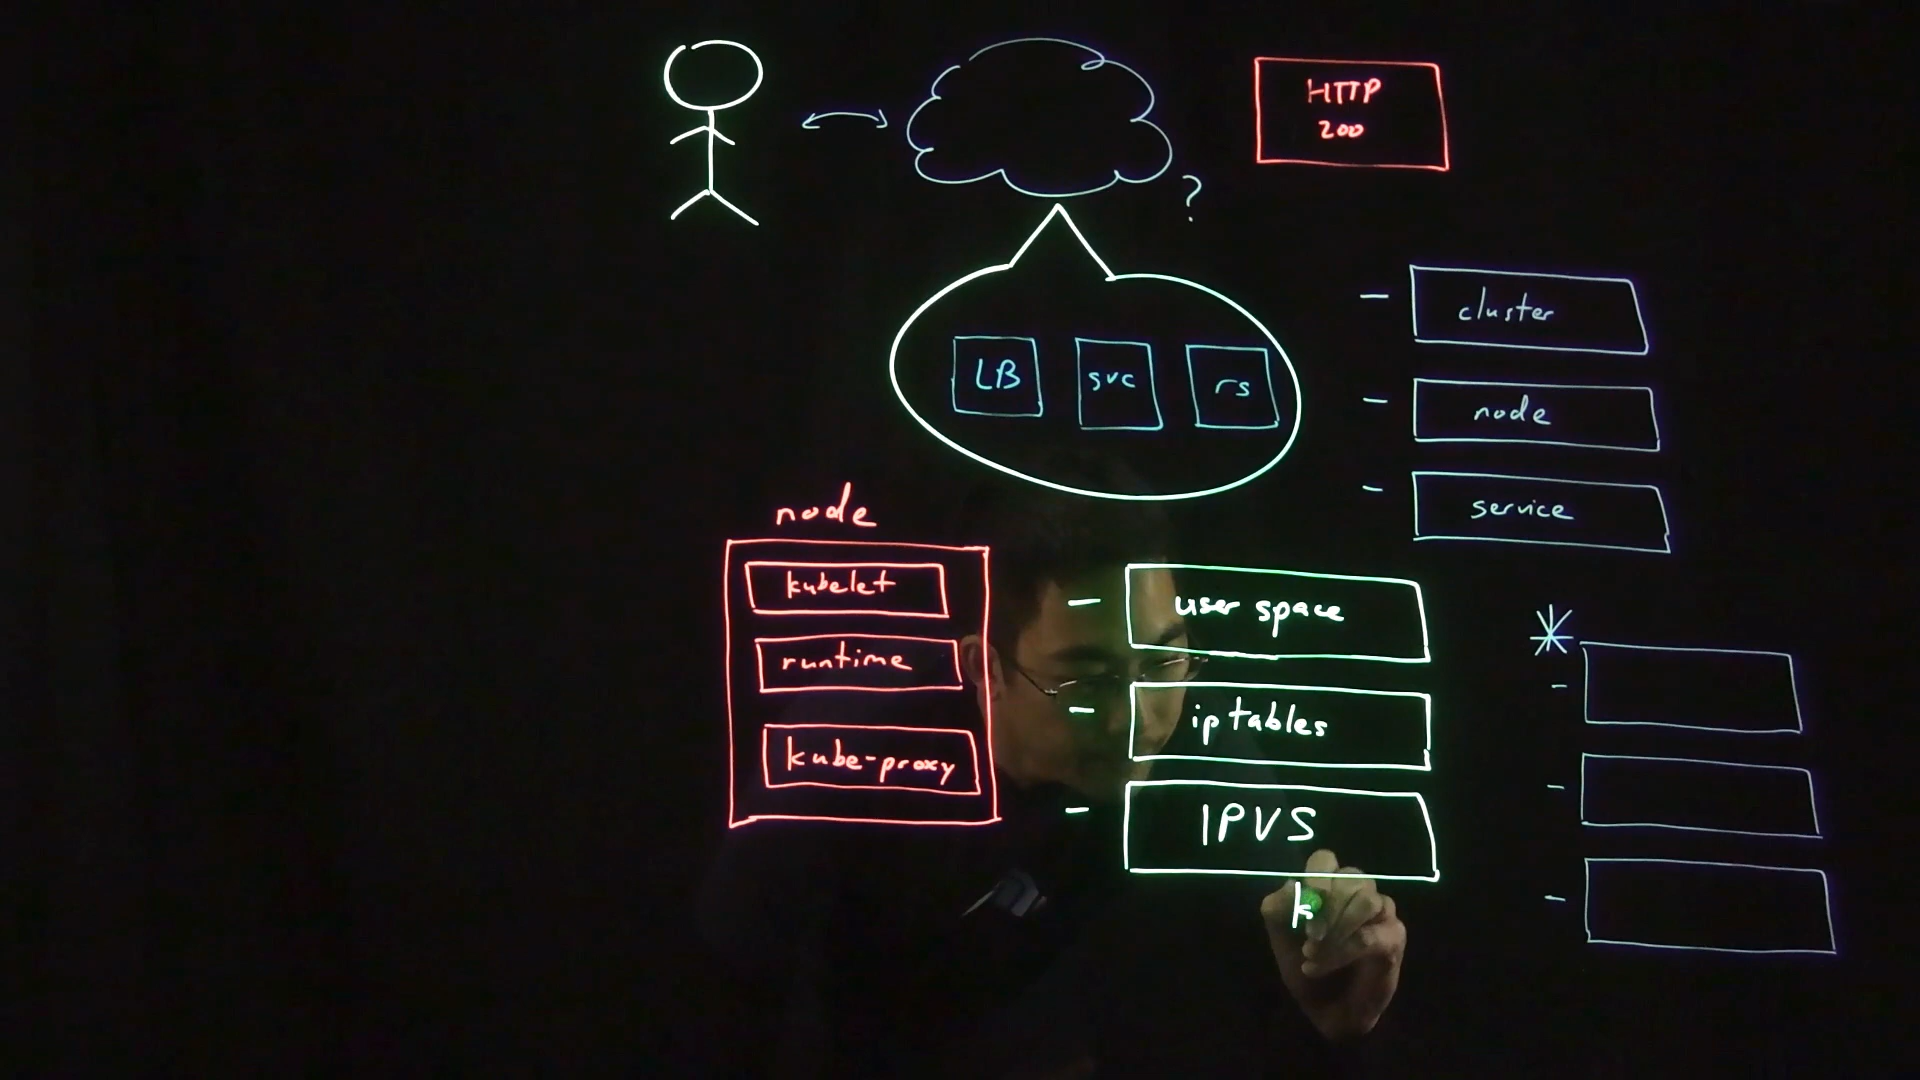 HTTP
200
?
cluster
LB
svc
rs
node
service
node
kubelet
user space
runtime
iptables
kube-proxy
IPVS
k